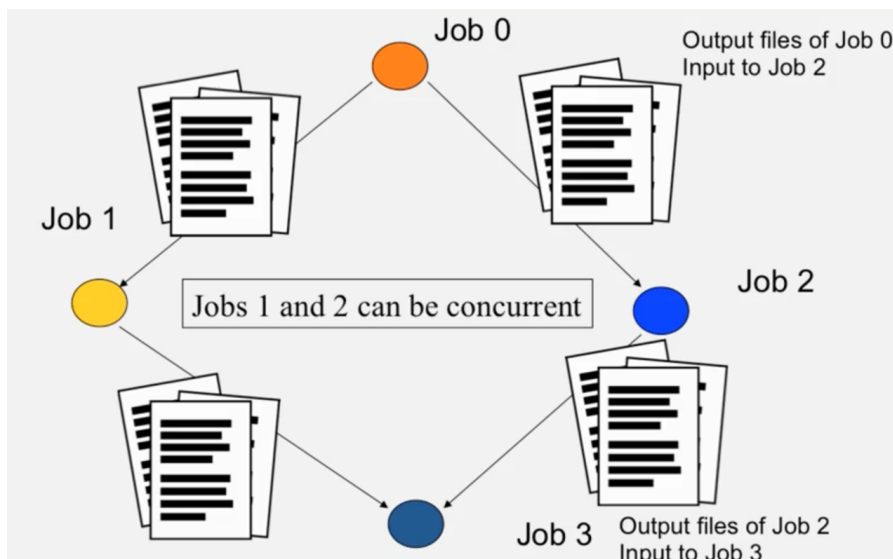 Job 0
Output files of Job 0
Input to Job 2
Job 1
Job 2
Jobs 1 and 2 can be concurrent
Job 3
Output files of Job 2
Input to Job 3